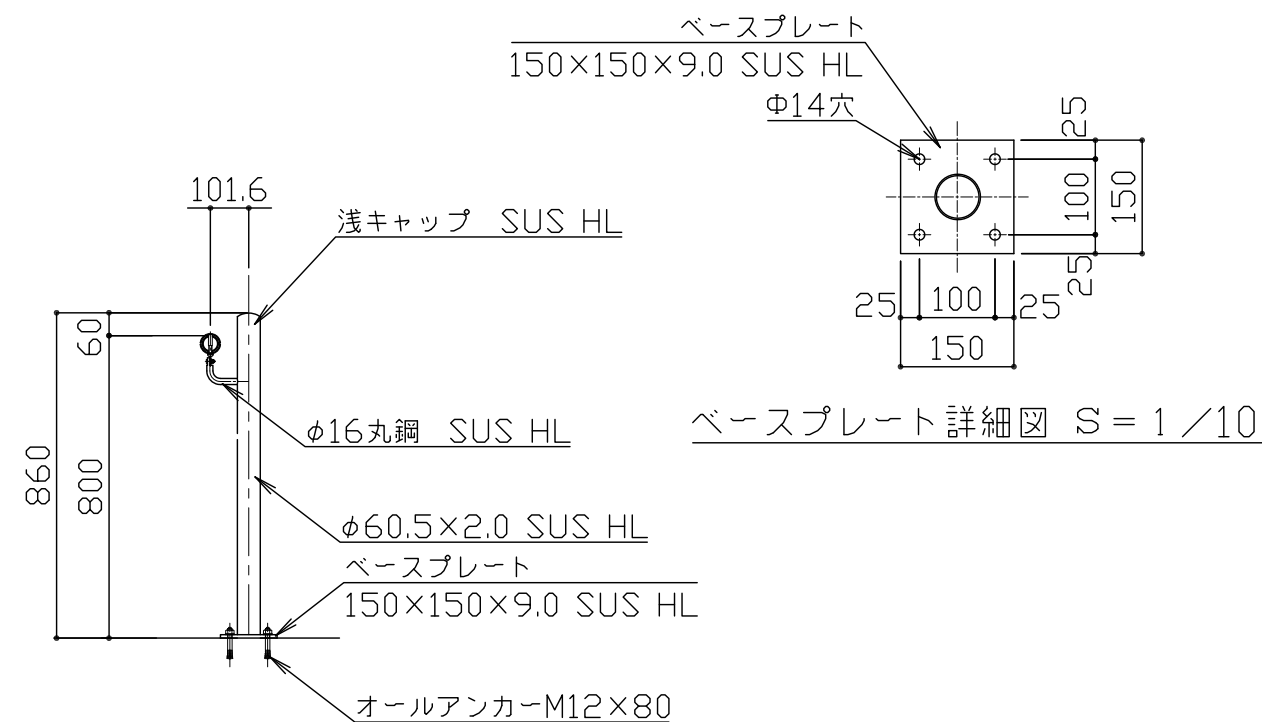 ベースプレート
150×150×9.0 SUS HL
Φ14穴
25
100
150
25
25
100
25
150
ベースプレート詳細図 S=1/10
101.6
浅キャップ SUS HL
60
860
800
φ16丸鋼 SUS HL
φ60.5×2.0 SUS HL
ベースプレート
150×150×9.0 SUS HL
オールアンカーM12×80